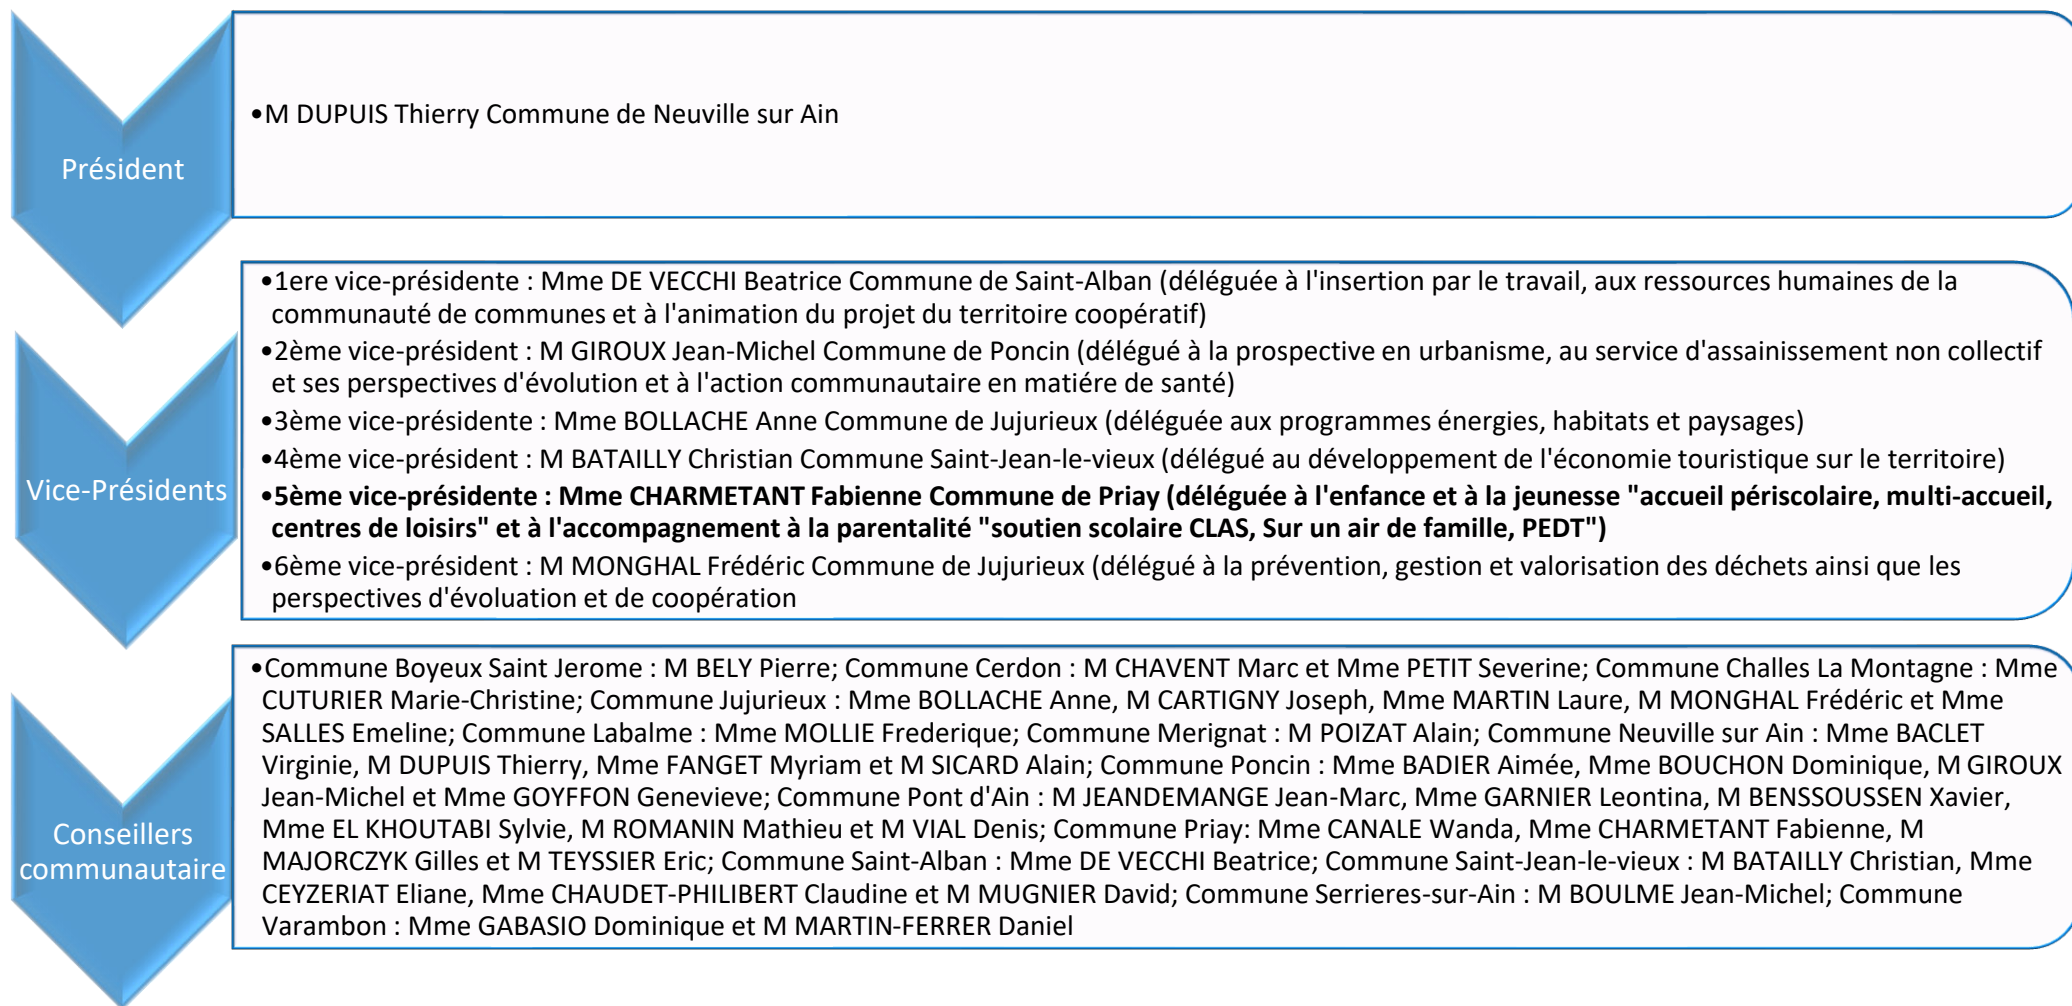 Président
•M DUPUIS Thierry Commune de Neuville sur Ain
Vice-Présidents
•1ere vice-présidente : Mme DE VECCHI Beatrice Commune de Saint-Alban (déléguée à l'insertion par le travail, aux ressources humaines de la
communauté de communes et à l'animation du projet du territoire coopératif)
•2ème vice-président : M GIROUX Jean-Michel Commune de Poncin (délégué à la prospective en urbanisme, au service d'assainissement non collectif
et ses perspectives d'évolution et à l'action communautaire en matiére de santé)
•3ème vice-présidente : Mme BOLLACHE Anne Commune de Jujurieux (déléguée aux programmes énergies, habitats et paysages)
•4ème vice-président : M BATAILLY Christian Commune Saint-Jean-le-vieux (délégué au développement de l'économie touristique sur le territoire)
•5ème vice-présidente : Mme CHARMETANT Fabienne Commune de Priay (déléguée à l'enfance et à la jeunesse "accueil périscolaire, multi-accueil,
centres de loisirs" et à l'accompagnement à la parentalité "soutien scolaire CLAS, Sur un air de famille, PEDT")
•6ème vice-président : M MONGHAL Frédéric Commune de Jujurieux (délégué à la prévention, gestion et valorisation des déchets ainsi que les
perspectives d'évoluation et de coopération
Conseillers
communautaire
•Commune Boyeux Saint Jerome : M BELY Pierre; Commune Cerdon : M CHAVENT Marc et Mme PETIT Severine; Commune Challes La Montagne : Mme
CUTURIER Marie-Christine; Commune Jujurieux : Mme BOLLACHE Anne, M CARTIGNY Joseph, Mme MARTIN Laure, M MONGHAL Frédéric et Mme
SALLES Emeline; Commune Labalme : Mme MOLLIE Frederique; Commune Merignat : M POIZAT Alain; Commune Neuville sur Ain : Mme BACLET
Virginie, M DUPUIS Thierry, Mme FANGET Myriam et M SICARD Alain; Commune Poncin : Mme BADIER Aimée, Mme BOUCHON Dominique, M GIROUX
Jean-Michel et Mme GOYFFON Genevieve; Commune Pont d'Ain : M JEANDEMANGE Jean-Marc, Mme GARNIER Leontina, M BENSSOUSSEN Xavier,
Mme EL KHOUTABI Sylvie, M ROMANIN Mathieu et M VIAL Denis; Commune Priay: Mme CANALE Wanda, Mme CHARMETANT Fabienne, M
MAJORCZYK Gilles et M TEYSSIER Eric; Commune Saint-Alban : Mme DE VECCHI Beatrice; Commune Saint-Jean-le-vieux : M BATAILLY Christian, Mme
CEYZERIAT Eliane, Mme CHAUDET-PHILIBERT Claudine et M MUGNIER David; Commune Serrieres-sur-Ain : M BOULME Jean-Michel; Commune
Varambon : Mme GABASIO Dominique et M MARTIN-FERRER Daniel